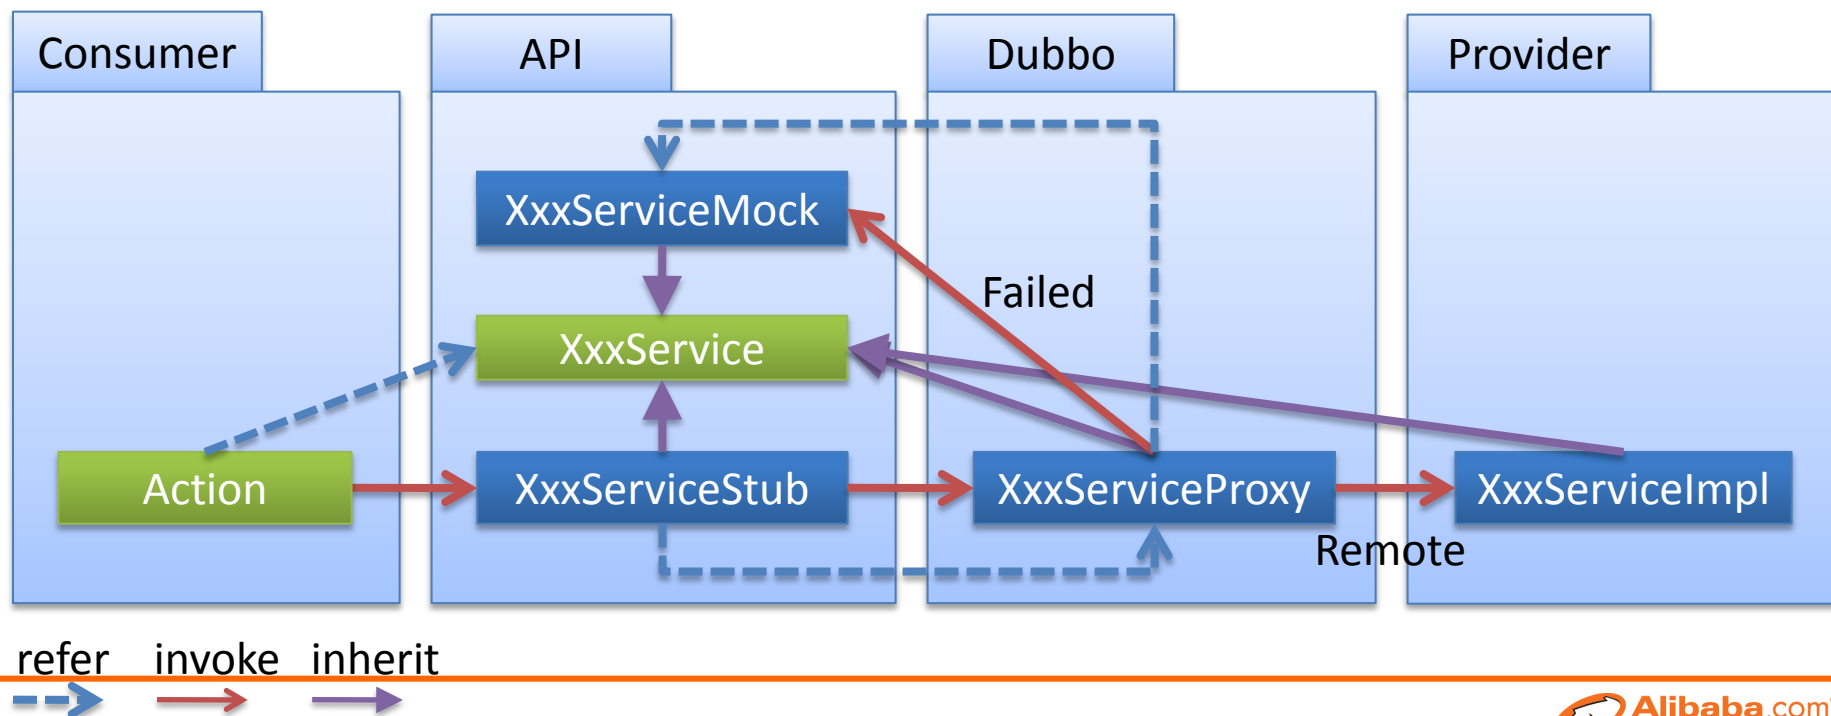 Consumer
API
Dubbo
Provider
XxxServiceMock
Failed
XxxService
Action
XxxServiceStub
XxxServiceProxy
XxxServiceImpl
Remote
refer invoke inherit
Alibaba.com